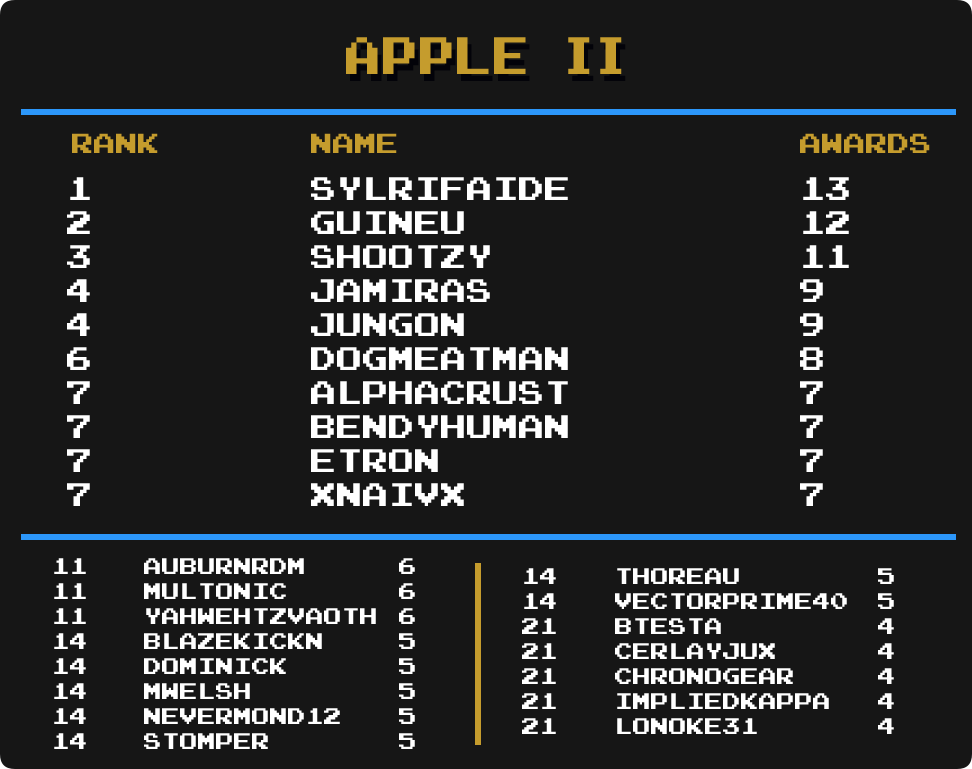 APPLE II
RANK NAME AWARDS
1 SYLRIFAIDE 13
2 GUINEU 12
3 SHOOTZY 11
4 JAMIRAS 9
4 JUNGON 9
6 DOGMEATMAN 8
7 ALPHACRUST 7
7 BENDYHUMAN 7
7 ETRON 7
7 XNAIVX 7
11 AUBURNRDM 6
11 MULTONIC 6
11 YAHWEHTZVAOTH 6
14 BLAZEKICKN 5
14 DOMINICK 5
14 MWELSH 5
14 NEVERMOND12 5
14 STOMPER 5
14 THOREAU 5
14 VECTORPRIME40 5
21 BTESTA 4
21 CERLAYJUX 4
21 CHRONOGEAR 4
21 IMPLIEDKAPPA 4
21 LONOKE31 4